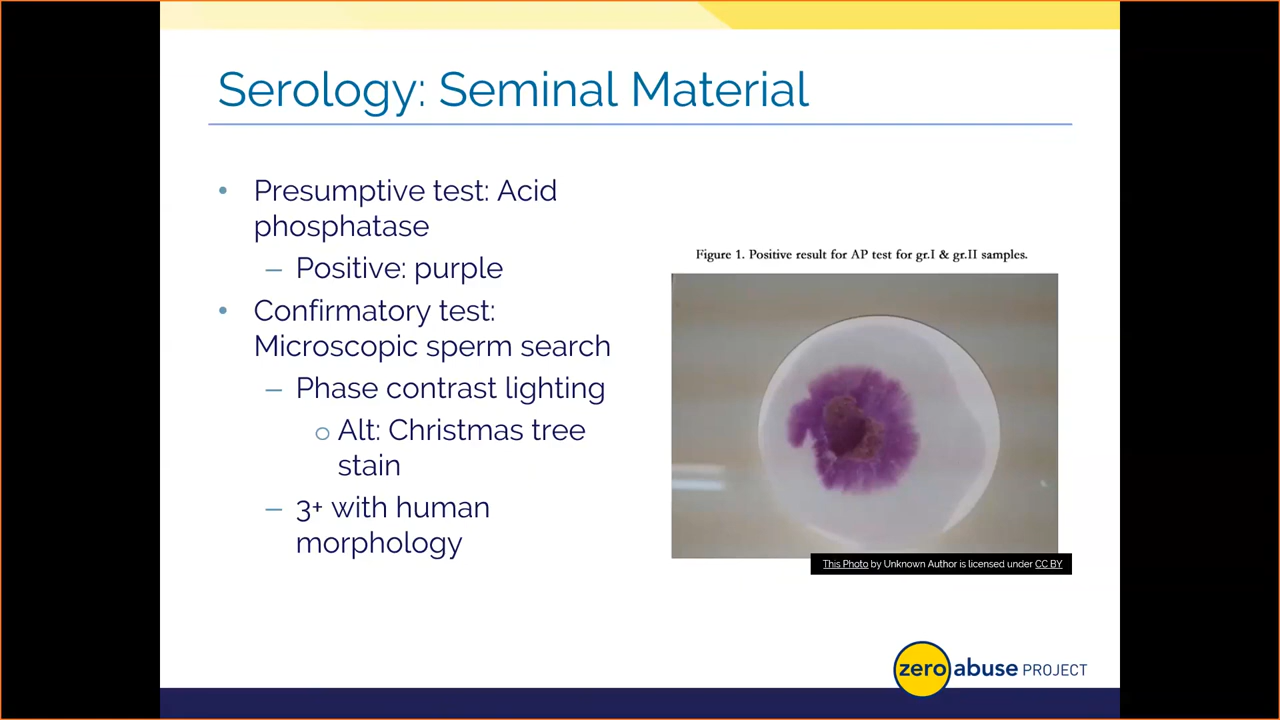 Serology: Seminal Material
• Presumptive test: Acid
phosphatase
– Positive: purple
• Confirmatory test:
Microscopic sperm search
– Phase contrast lighting
o Alt: Christmas tree
stain
– 3+ with human
morphology
Figure 1. Positive result for AP test for gr.I & gr.II samples.
This Photo by Unknown Author is licensed under CC BY
zero abuse PROJECT